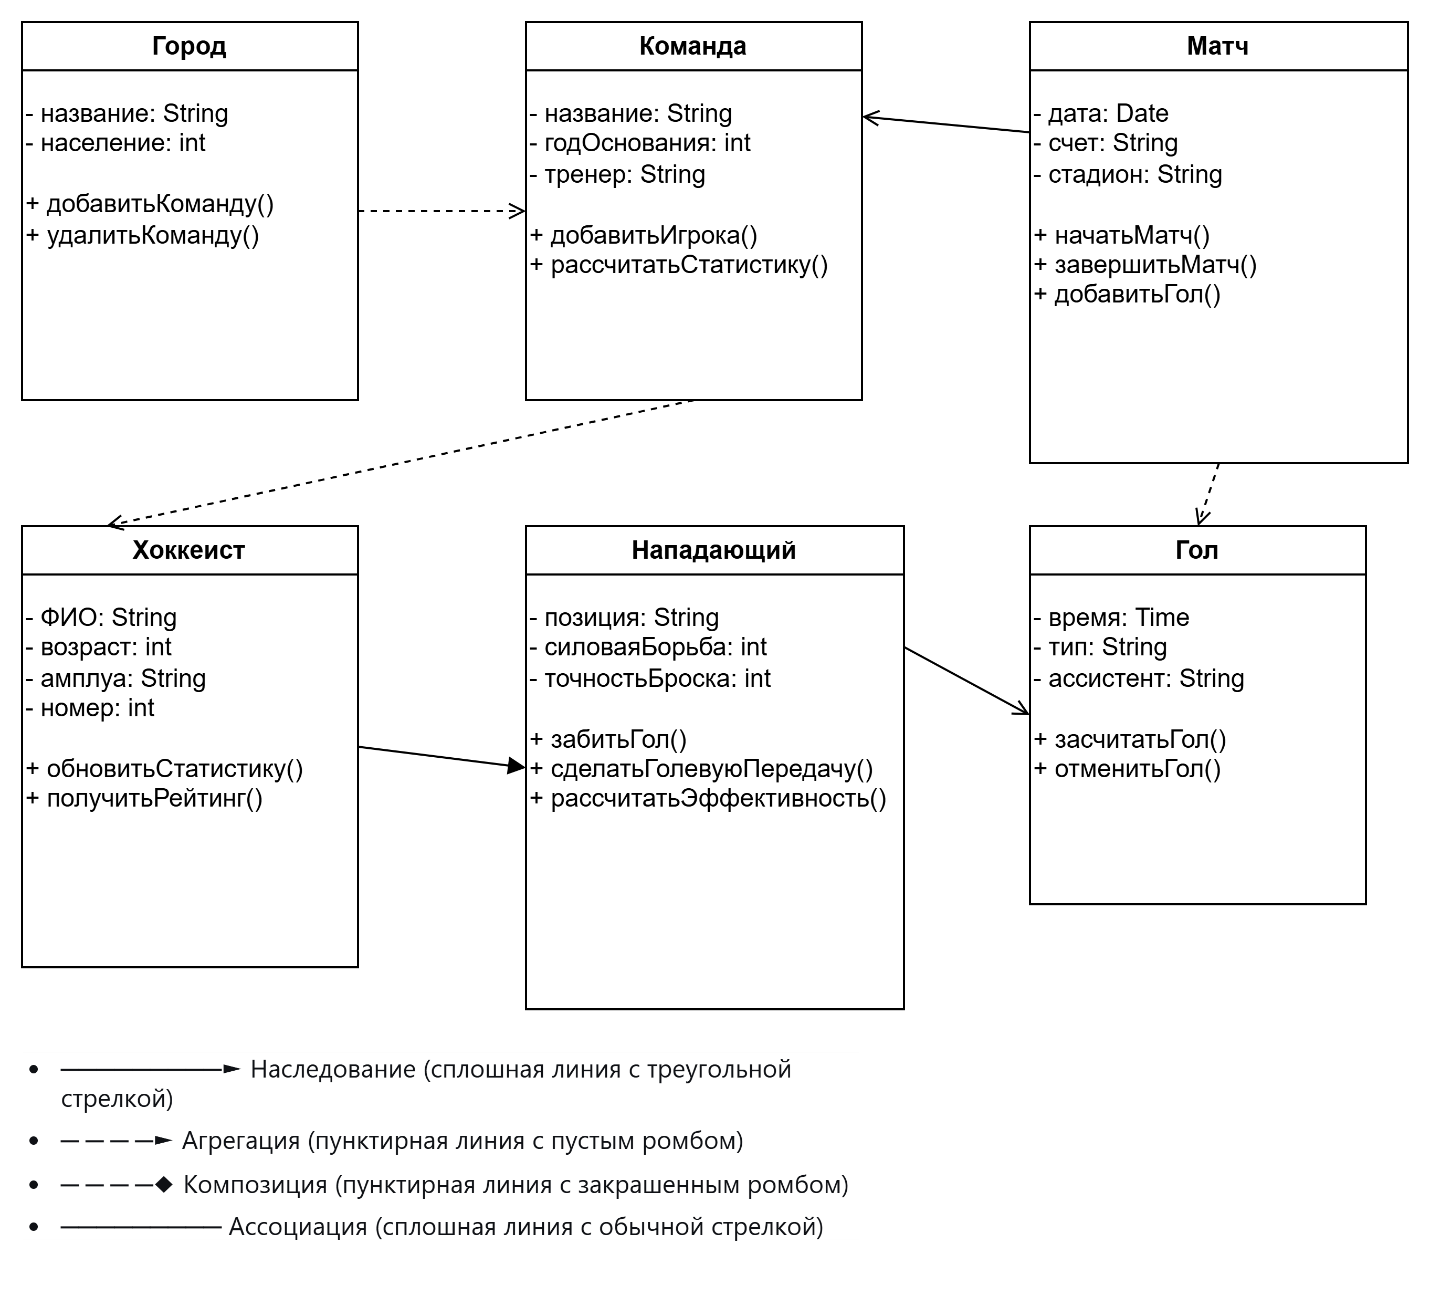 Город
- название: String
- население: int
+ добавитьКоманду()
+ удалитьКоманду()
Команда
- название: String
- годОснования: int
- тренер: String
+ добавитьИгрока()
+ рассчитатьСтатистику()
Матч
- дата: Date
- счет: String
- стадион: String
+ начатьМатч()
+ завершитьМатч()
+ добавитьГол()
Хоккеист
- ФИО: String
- возраст: int
- амплуа: String
- номер: int
+ обновитьСтатистику()
+ получитьРейтинг()
Нападающий
- позиция: String
- силоваяБорьба: int
- точностьБроска: int
+ забитьГол()
+ сделатьГолевуюПередачу()
+ рассчитатьЭффективность()
Гол
- время: Time
- тип: String
- ассистент: String
+ засчитатьГол()
+ отменитьГол()
• ────────► Наследование (сплошная линия с треугольной
стрелкой)
• ─ ─ ─ ─► Агрегация (пунктирная линия с пустым ромбом)
• ─ ─ ─ ─◆ Композиция (пунктирная линия с закрашенным ромбом)
• ──────── Ассоциация (сплошная линия с обычной стрелкой)